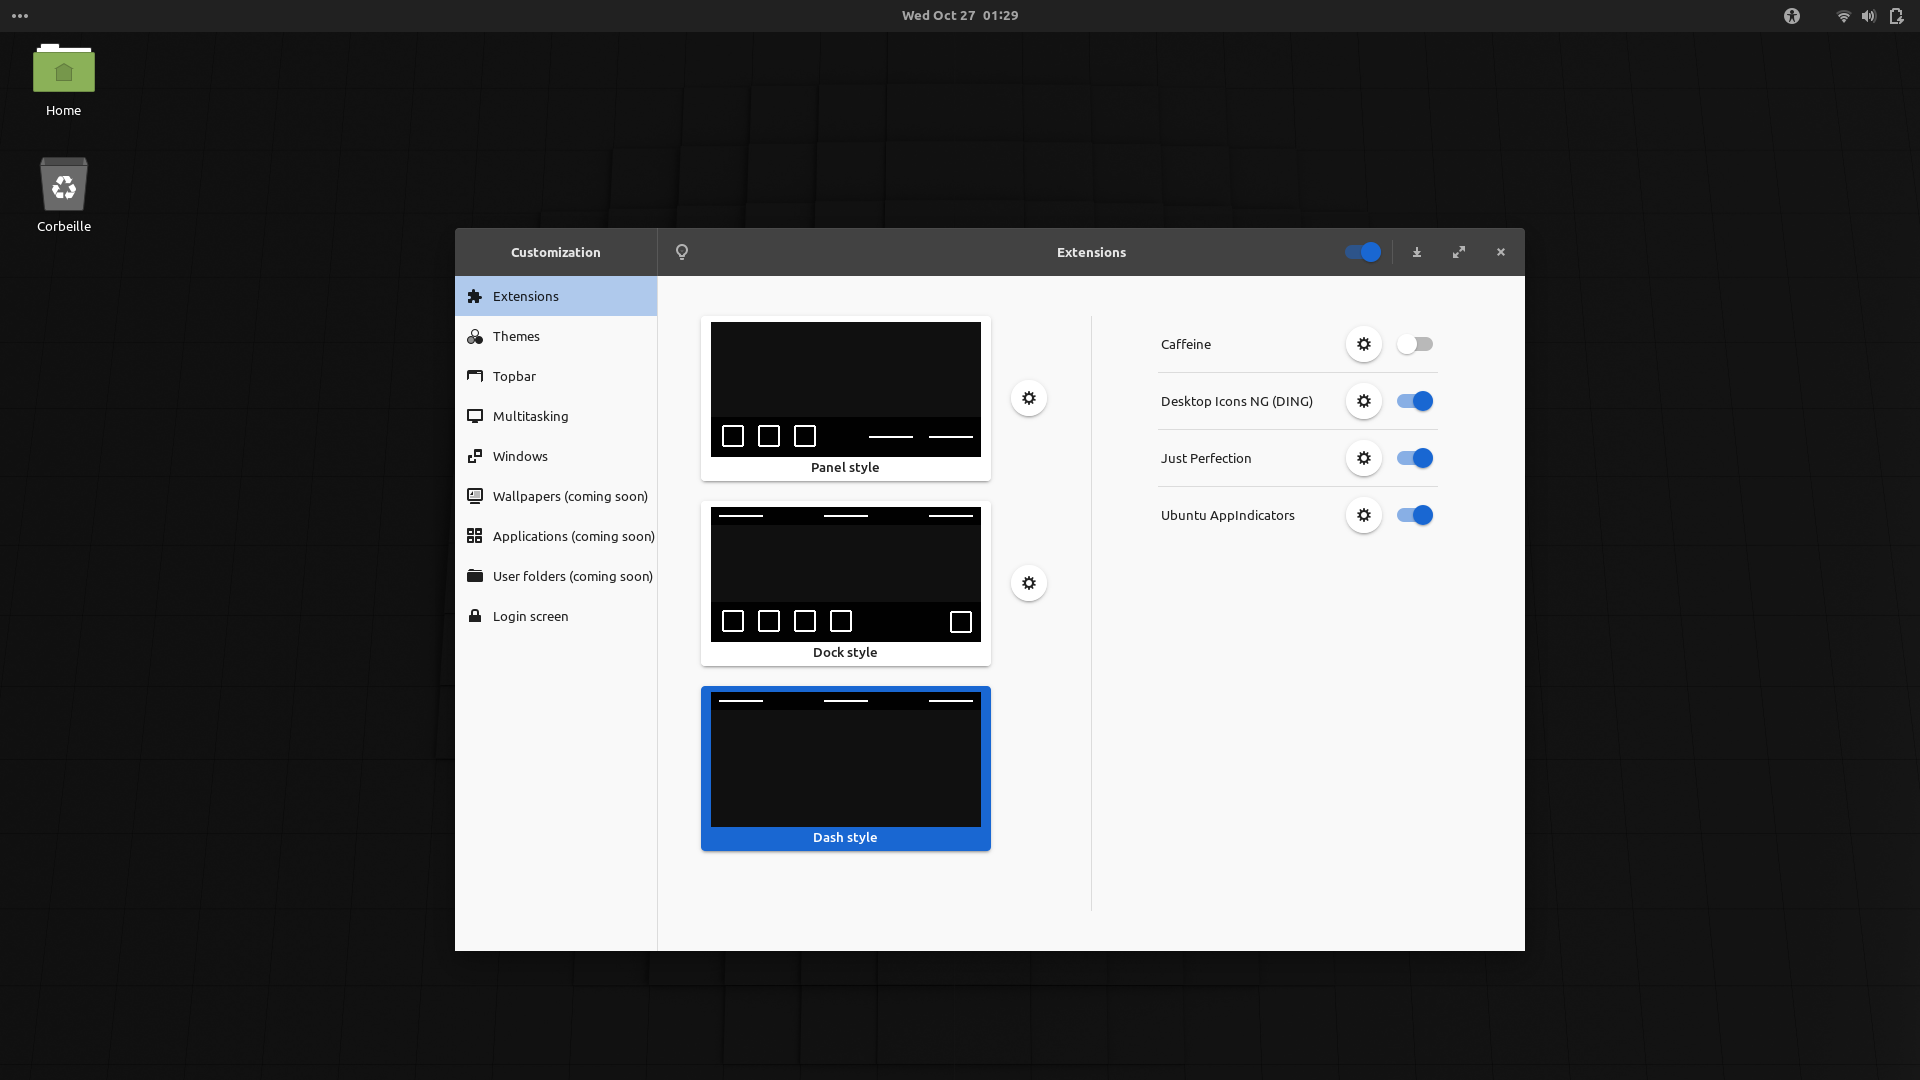 Wed Oct 27 01:29
Home
Corbeille
Customization
Extensions
Extensions
Themes
Topbar
Multitasking
Windows
Wallpapers (coming soon)
Applications (coming soon)
User folders (coming soon)
Login screen
Panel style
Dock style
Dash style
Caffeine
Desktop Icons NG (DING)
Just Perfection
Ubuntu AppIndicators